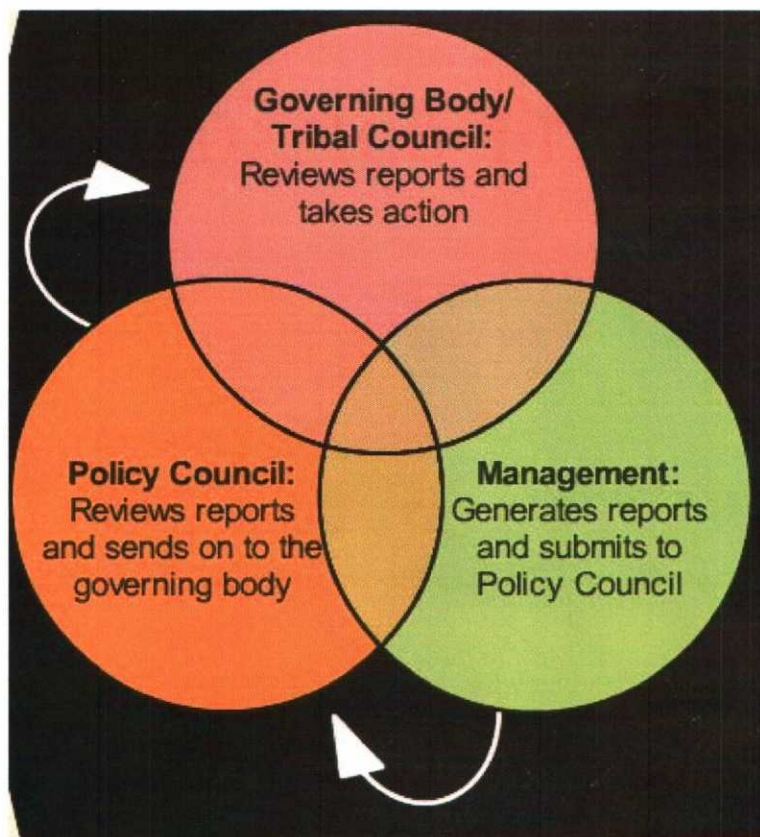 Governing Body/
Tribal Council:
Reviews reports and
takes action
Policy Council:
Reviews reports
and sends on to the
governing body
Management:
Generates reports
and submits to
Policy Council